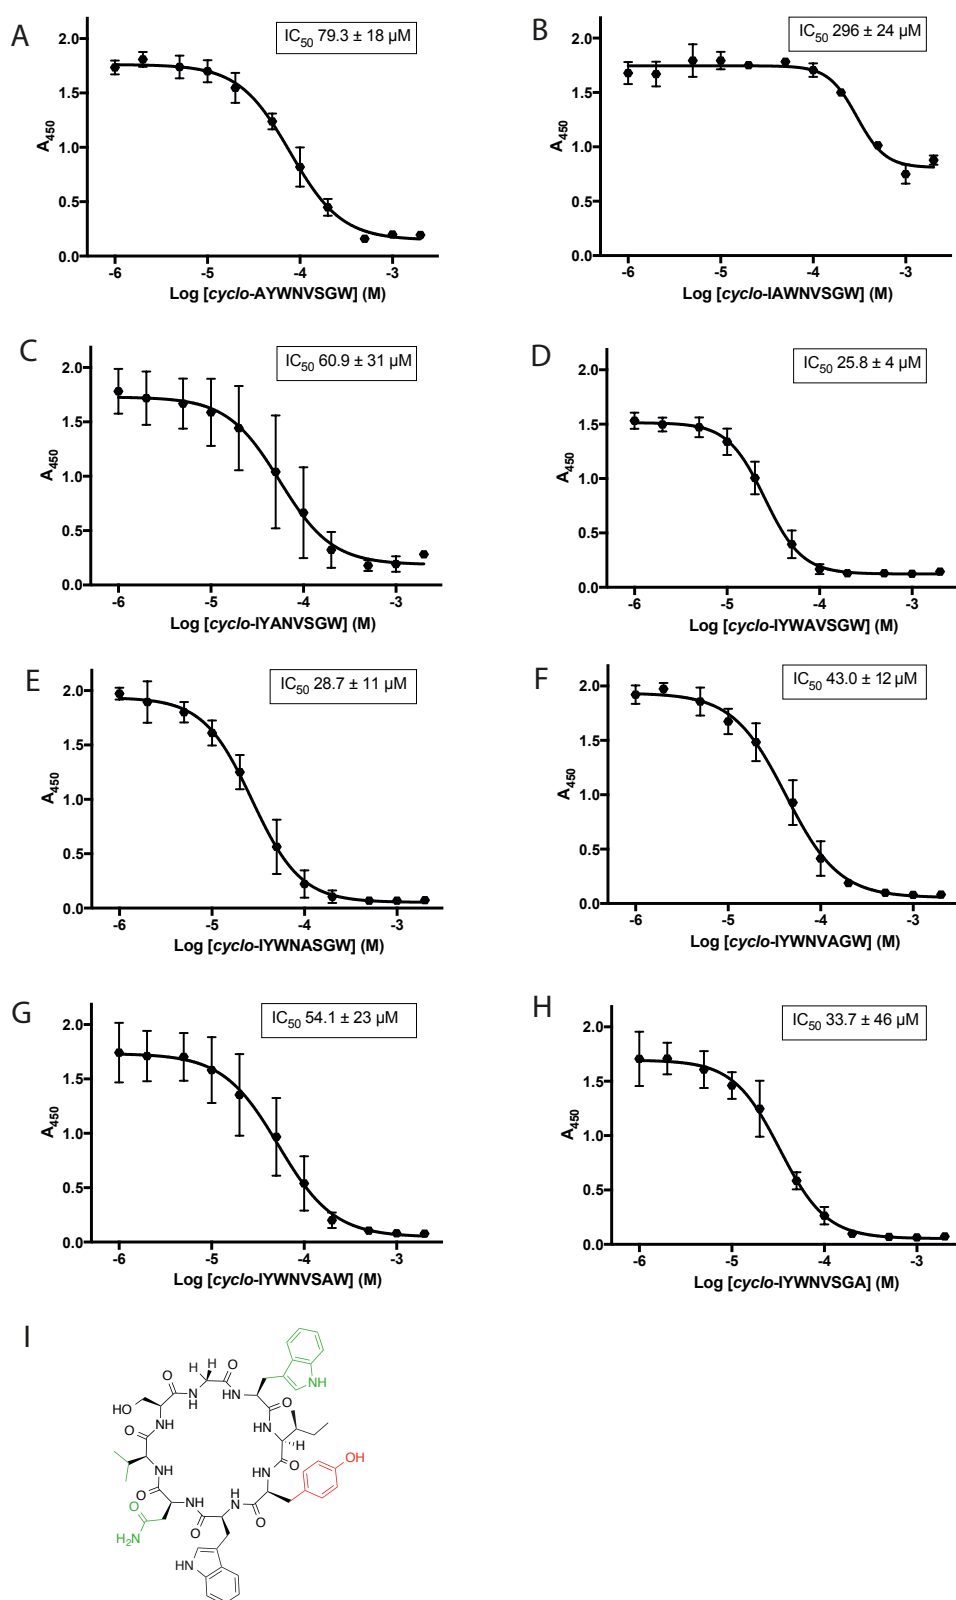 A
IC50 79.3 ± 18 µM
2.0
1.5
1.0
0.5
0.0
A450
-6 -5 -4 -3
Log [cyclo-AYWNVSGW] (M)
B
IC50 296 ± 24 µM
2.0
1.5
1.0
0.5
0.0
A450
-6 -5 -4 -3
Log [cyclo-IAWNVSGW] (M)
C
IC50 60.9 ± 31 µM
2.0
1.5
1.0
0.5
0.0
A450
-6 -5 -4 -3
Log [cyclo-IYANVSGW] (M)
D
IC50 25.8 ± 4 µM
2.0
1.5
1.0
0.5
0.0
A450
-6 -5 -4 -3
Log [cyclo-IYWAVSGW] (M)
E
IC50 28.7 ± 11 µM
2.0
1.5
1.0
0.5
0.0
A450
-6 -5 -4 -3
Log [cyclo-IYWNASGW] (M)
F
IC50 43.0 ± 12 µM
2.0
1.5
1.0
0.5
0.0
A450
-6 -5 -4 -3
Log [cyclo-IYWNVAGW] (M)
G
IC50 54.1 ± 23 µM
2.0
1.5
1.0
0.5
0.0
A450
-6 -5 -4 -3
Log [cyclo-IYWNVSAW] (M)
H
IC50 33.7 ± 46 µM
2.0
1.5
1.0
0.5
0.0
A450
-6 -5 -4 -3
Log [cyclo-IYWNVSGA] (M)
I
H H O
O
NH
HN
N
H
HO
O
O
NH
HN
H
O
O
OH
NH
HN
O
H
N
H
N
O
O
O
O
H2N
HN